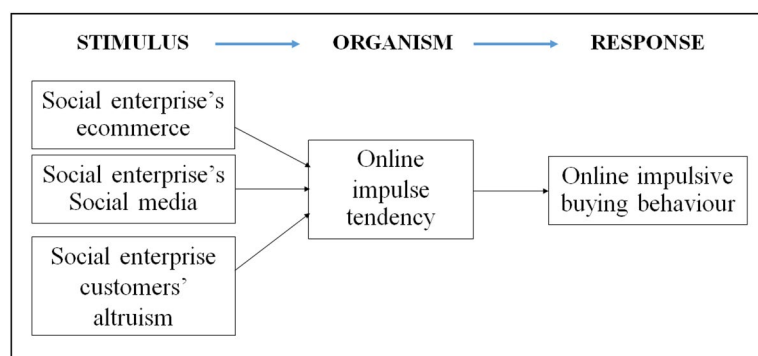 STIMULUS ORGANISM RESPONSE
Social enterprise's
ecommerce
Social enterprise's
Social media
Social enterprise
customers'
altruism
Online
impulse
tendency
Online impulsive
buying behaviour